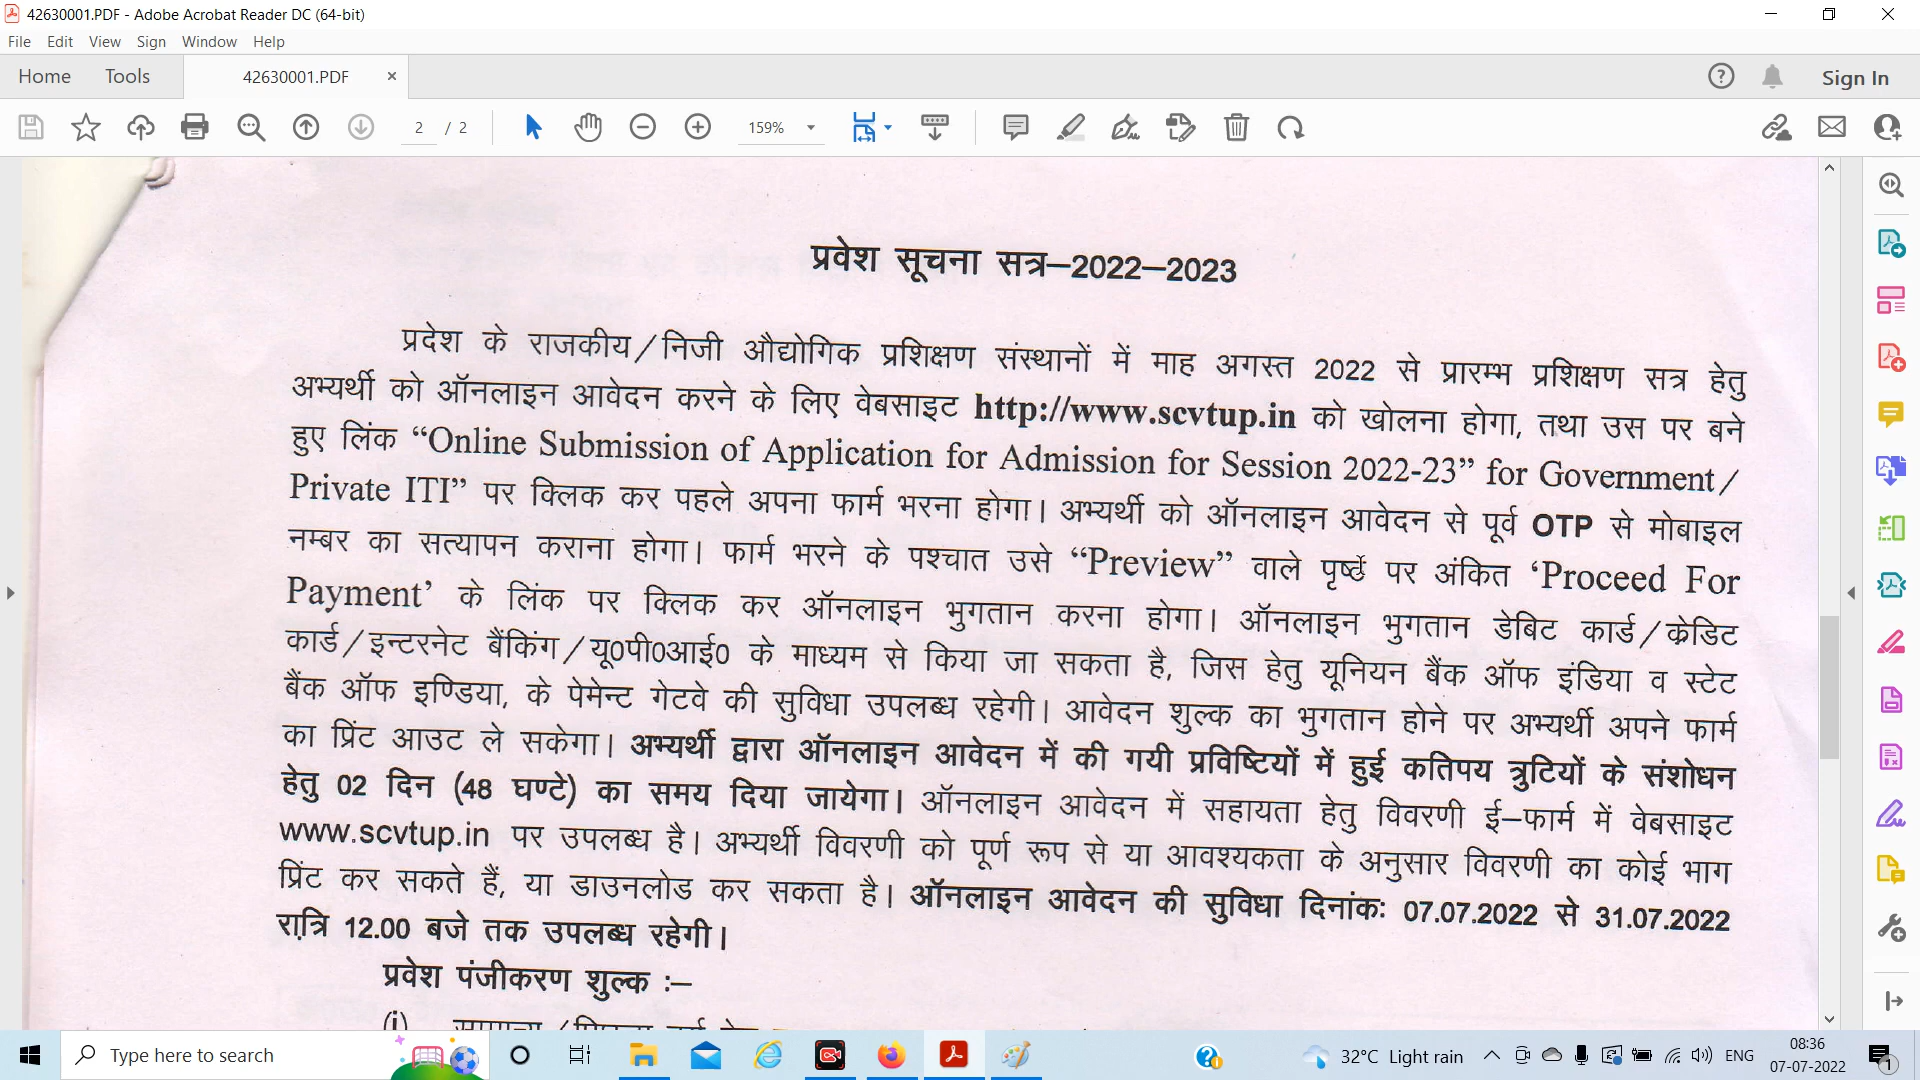 42630001.PDF - Adobe Acrobat Reader DC (64-bit)
File Edit View Sign Window Help
Home Tools 42630001.PDF Sign In
2 / 2 159%
प्रवेश सूचना सत्र–2022–2023
प्रदेश के राजकीय/निजी औद्योगिक प्रशिक्षण संस्थानों में माह अगस्त 2022 से प्रारम्भ प्रशिक्षण सत्र हेतु
अभ्यर्थी को ऑनलाइन आवेदन करने के लिए वेबसाइट http://www.scvtup.in को खोलना होगा, तथा उस पर बने
हुए लिंक “Online Submission of Application for Admission for Session 2022-23” for Government/
Private ITI” पर क्लिक कर पहले अपना फार्म भरना होगा। अभ्यर्थी को ऑनलाइन आवेदन से पूर्व OTP से मोबाइल
नम्बर का सत्यापन कराना होगा। फार्म भरने के पश्चात उसे “Preview” वाले पृष्ठ पर अंकित ‘Proceed For
Payment’ के लिंक पर क्लिक कर ऑनलाइन भुगतान करना होगा। ऑनलाइन भुगतान डेबिट कार्ड/क्रेडिट
कार्ड/इन्टरनेट बैंकिंग/यू0पी0आई0 के माध्यम से किया जा सकता है, जिस हेतु यूनियन बैंक ऑफ इंडिया व स्टेट
बैंक ऑफ इण्डिया, के पेमेन्ट गेटवे की सुविधा उपलब्ध रहेगी। आवेदन शुल्क का भुगतान होने पर अभ्यर्थी अपने फार्म
का प्रिंट आउट ले सकेगा। अभ्यर्थी द्वारा ऑनलाइन आवेदन में की गयी प्रविष्टियों में हुई कतिपय त्रुटियों के संशोधन
हेतु 02 दिन (48 घण्टे) का समय दिया जायेगा। ऑनलाइन आवेदन में सहायता हेतु विवरणी ई–फार्म में वेबसाइट
www.scvtup.in पर उपलब्ध है। अभ्यर्थी विवरणी को पूर्ण रूप से या आवश्यकता के अनुसार विवरणी का कोई भाग
प्रिंट कर सकते हैं, या डाउनलोड कर सकता है। ऑनलाइन आवेदन की सुविधा दिनांकः 07.07.2022 से 31.07.2022
रात्रि 12.00 बजे तक उपलब्ध रहेगी।
प्रवेश पंजीकरण शुल्क :–
(i)
Type here to search 32°C Light rain ENG 08:36
07-07-2022 1